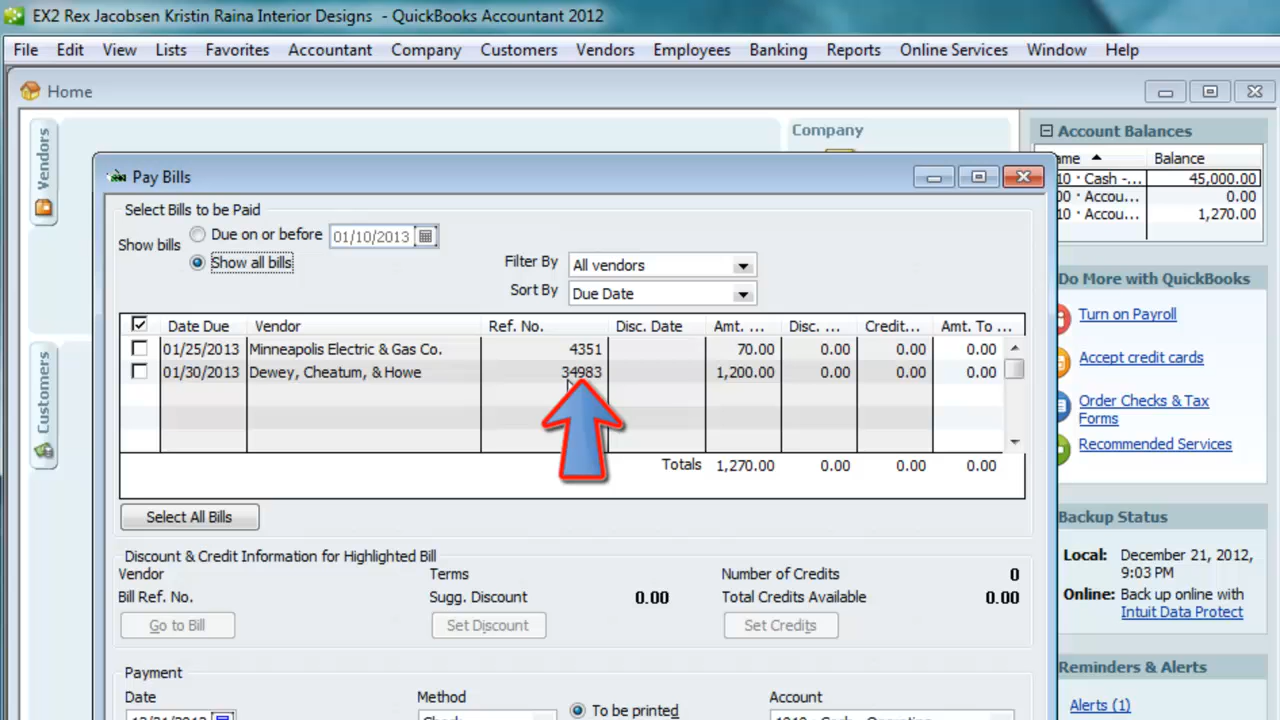 EX2 Rex Jacobsen Kristin Raina Interior Designs - QuickBooks Accountant 2012
File Edit View Lists Favorites Accountant Company Customers Vendors Employees Banking Reports Online Services Window Help
Home
Vendors
Customers
Company
Pay Bills
Select Bills to be Paid
Show bills
Due on or before 01/10/2013
Show all bills
Filter By All vendors
Sort By Due Date
Date Due Vendor Ref. No. Disc. Date Amt. ... Disc. ... Credit... Amt. To ...
01/25/2013 Minneapolis Electric & Gas Co. 4351 70.00 0.00 0.00 0.00
01/30/2013 Dewey, Cheatum, & Howe 34983 1,200.00 0.00 0.00 0.00
Totals 1,270.00 0.00 0.00 0.00
Select All Bills
Discount & Credit Information for Highlighted Bill
Vendor Terms Number of Credits 0
Bill Ref. No. Sugg. Discount 0.00 Total Credits Available 0.00
Go to Bill Set Discount Set Credits
Payment
Date Method To be printed Account
Account Balances
ame Balance
10 · Cash -... 45,000.00
00 · Accou... 0.00
10 · Accou... 1,270.00
Do More with QuickBooks
Turn on Payroll
Accept credit cards
Order Checks & Tax
Forms
Recommended Services
Backup Status
Local: December 21, 2012,
9:03 PM
Online: Back up online with
Intuit Data Protect
Reminders & Alerts
Alerts (1)